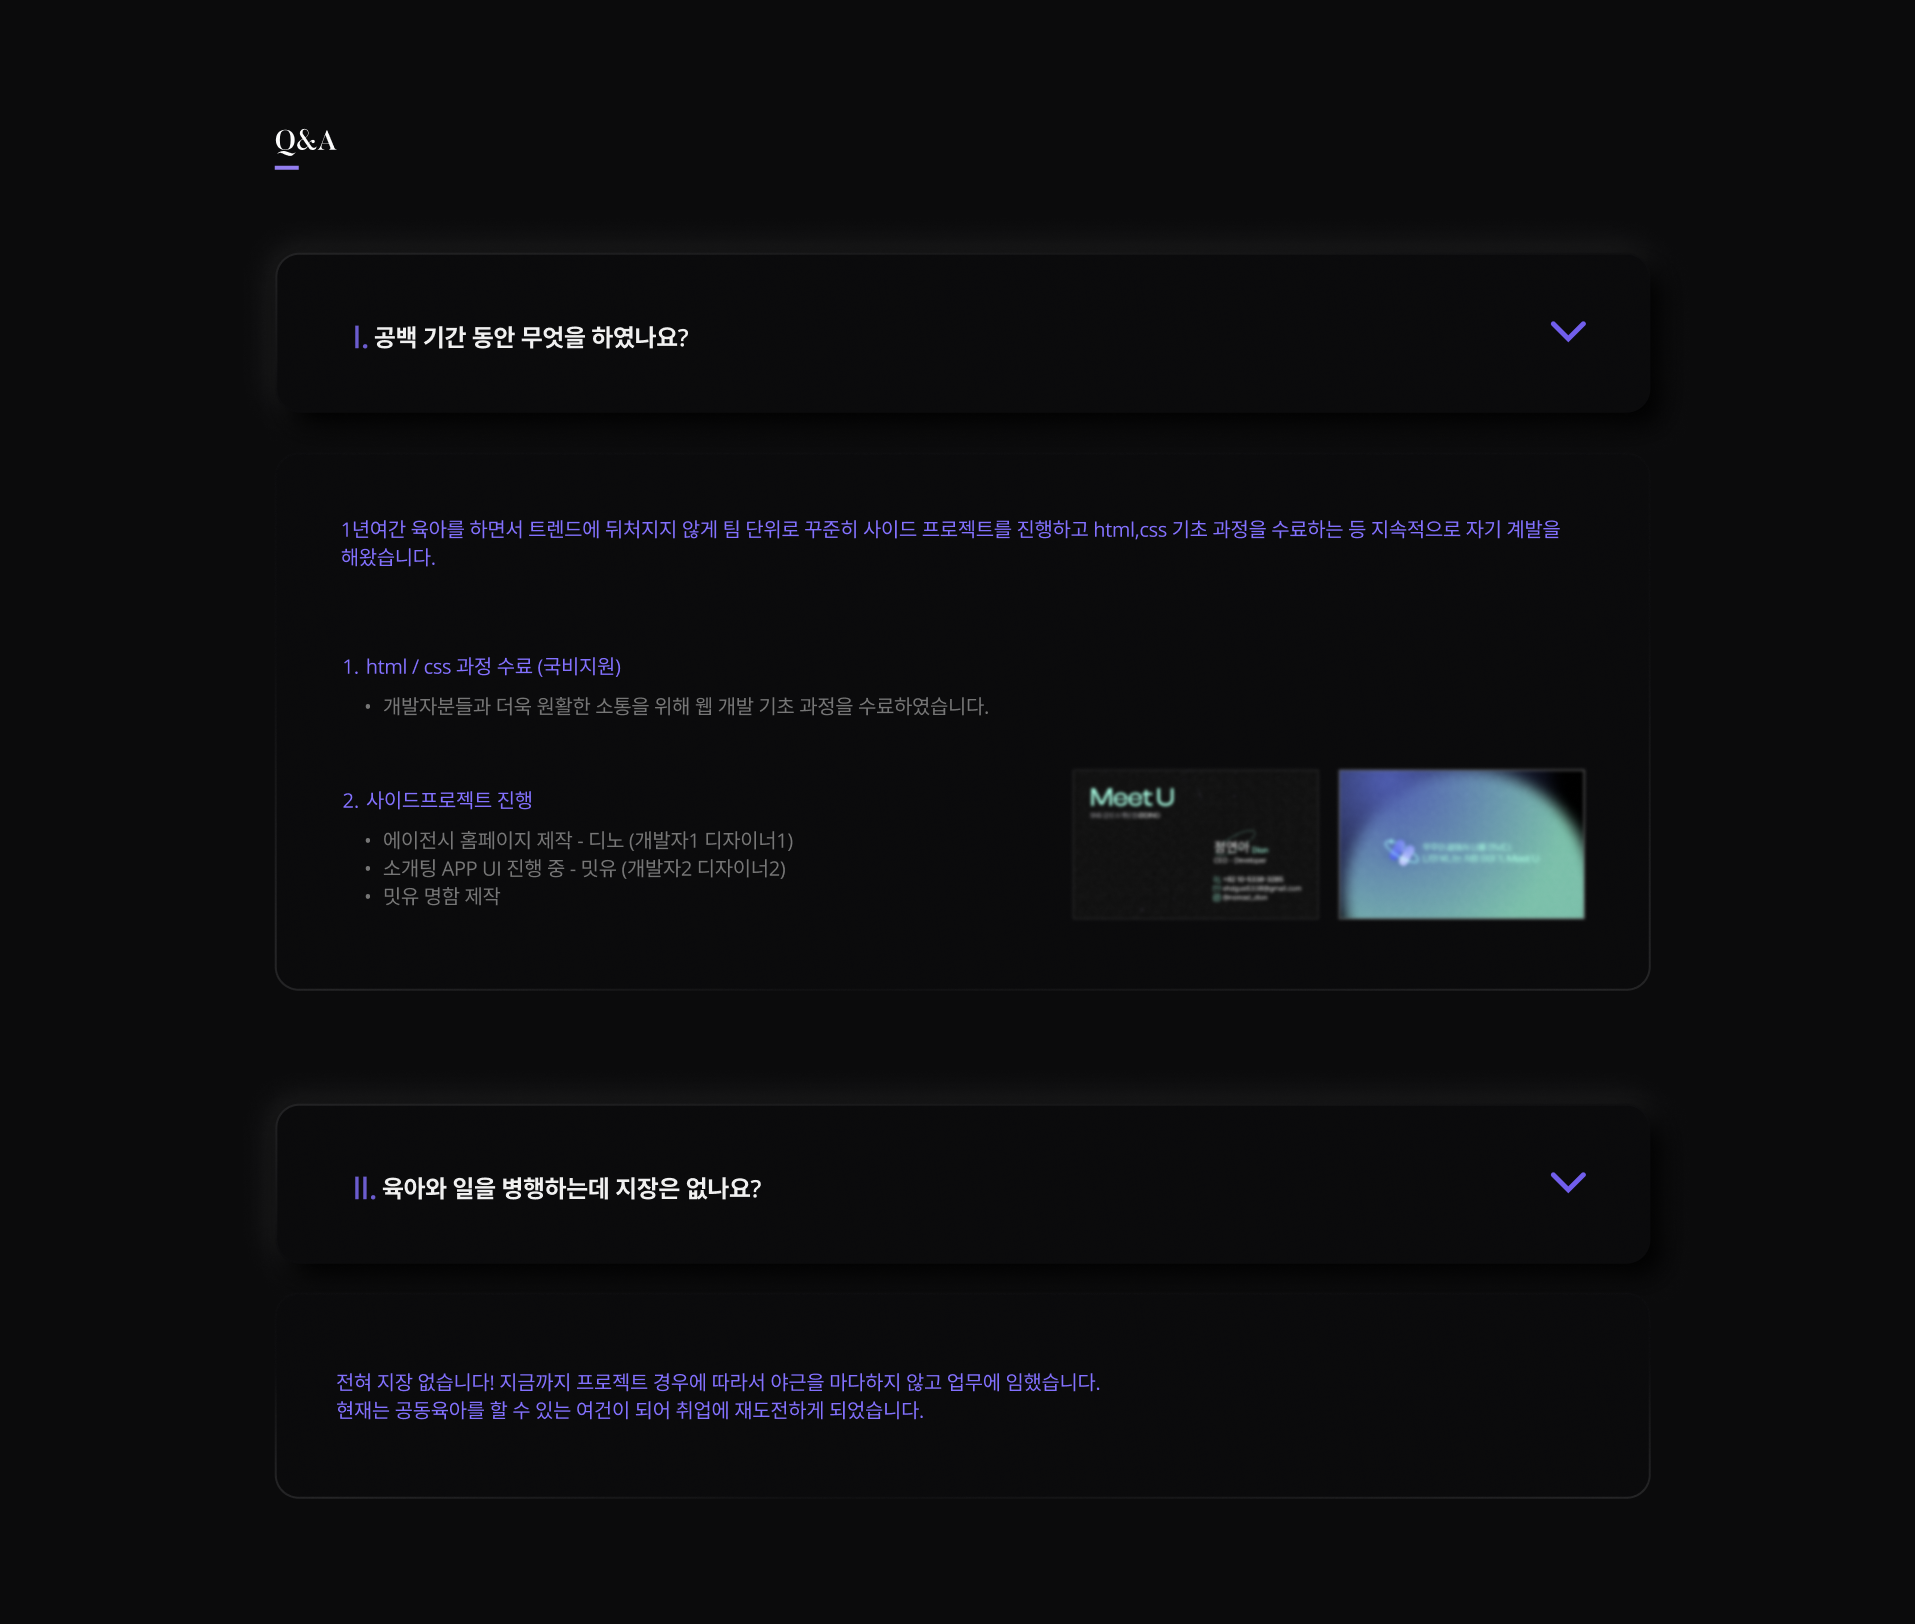 Q&A
I. 공백 기간 동안 무엇을 하였나요?
1년여간 육아를 하면서 트렌드에 뒤처지지 않게 팀 단위로 꾸준히 사이드 프로젝트를 진행하고 html,css 기초 과정을 수료하는 등 지속적으로 자기 계발을
해왔습니다.
1. html / css 과정 수료 (국비지원)
• 개발자분들과 더욱 원활한 소통을 위해 웹 개발 기초 과정을 수료하였습니다.
2. 사이드프로젝트 진행
• 에이전시 홈페이지 제작 - 디노 (개발자1 디자이너1)
• 소개팅 APP UI 진행 중 - 밋유 (개발자2 디자이너2)
• 밋유 명함 제작
Meet U
CEO · Developer
II. 육아와 일을 병행하는데 지장은 없나요?
전혀 지장 없습니다! 지금까지 프로젝트 경우에 따라서 야근을 마다하지 않고 업무에 임했습니다.
현재는 공동육아를 할 수 있는 여건이 되어 취업에 재도전하게 되었습니다.